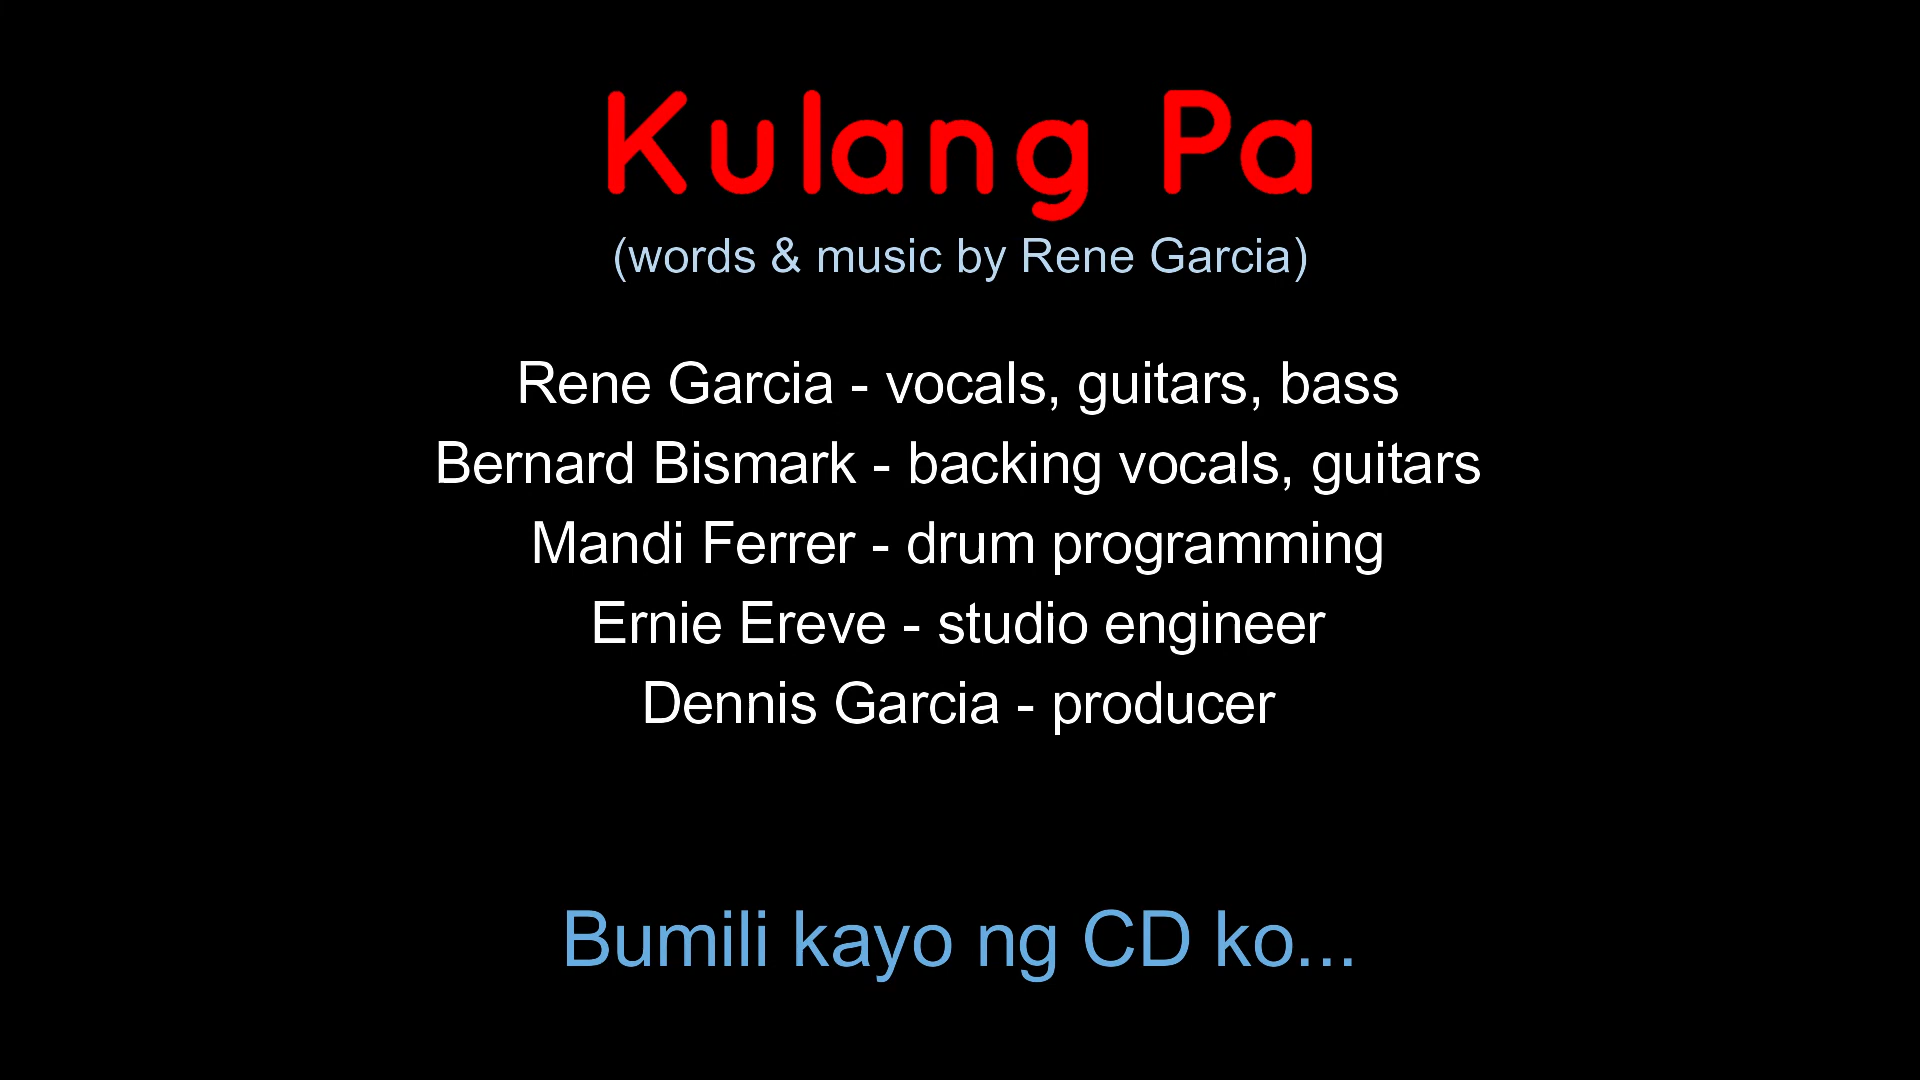 Kulang Pa
(words & music by Rene Garcia)
Rene Garcia - vocals, guitars, bass
Bernard Bismark - backing vocals, guitars
Mandi Ferrer - drum programming
Ernie Ereve - studio engineer
Dennis Garcia - producer
Bumili kayo ng CD ko...